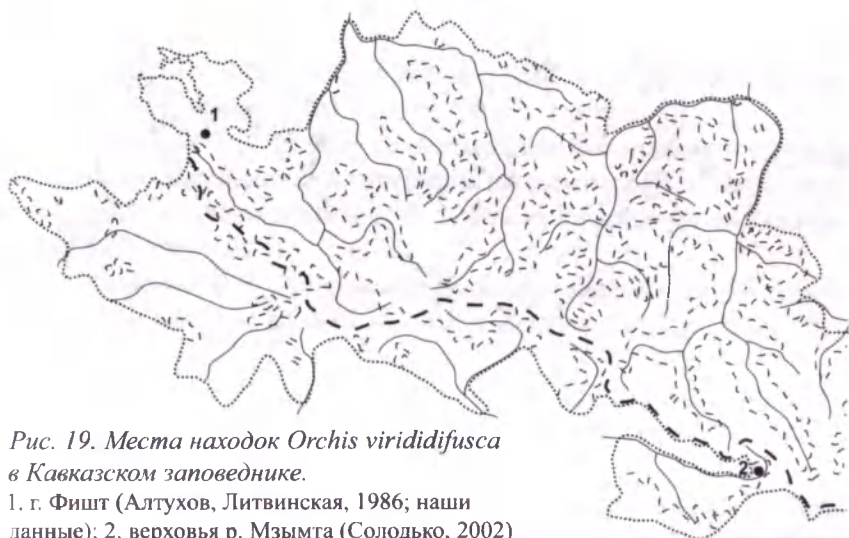 1
2
Рис. 19. Места находок Orchis virididifusca
в Кавказском заповеднике.
1. г. Фишт (Алтухов, Литвинская, 1986; наши
данные); 2. верховья р. Мзымта (Солодько, 2002)